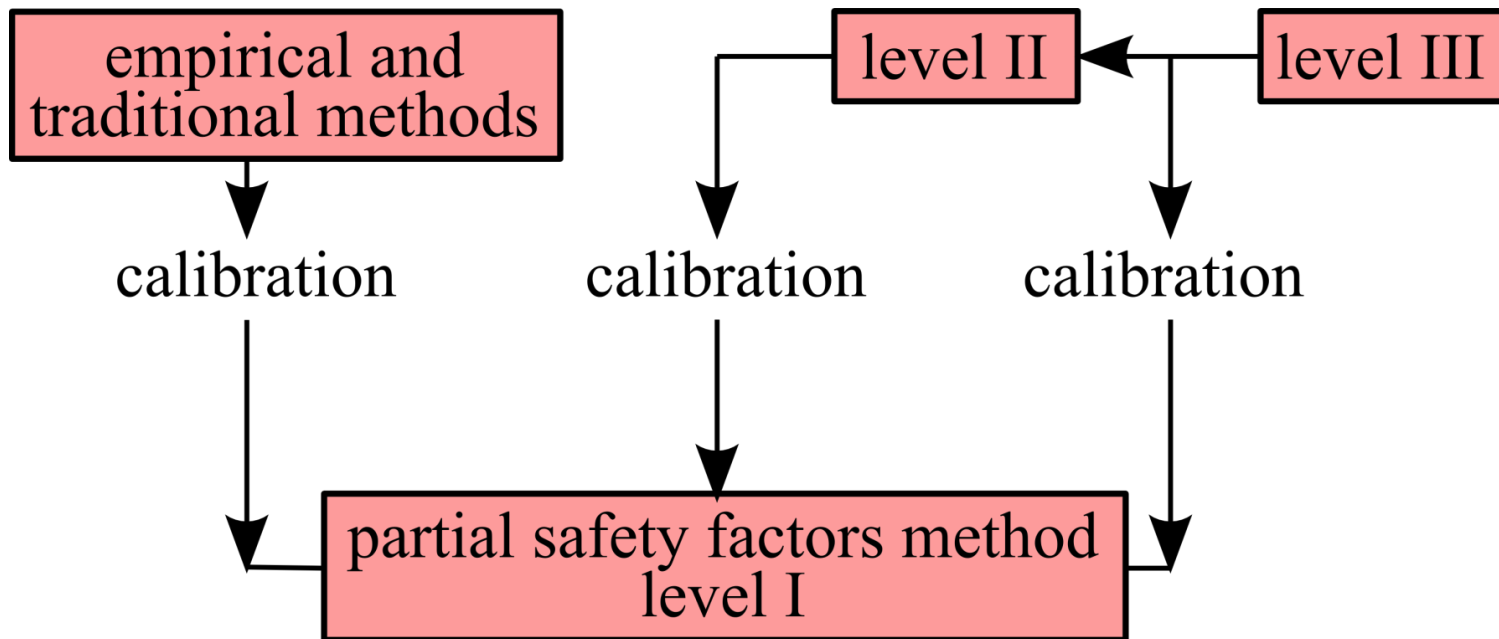 empirical and
traditional methods
level II
level III
calibration
calibration
calibration
partial safety factors method
level I